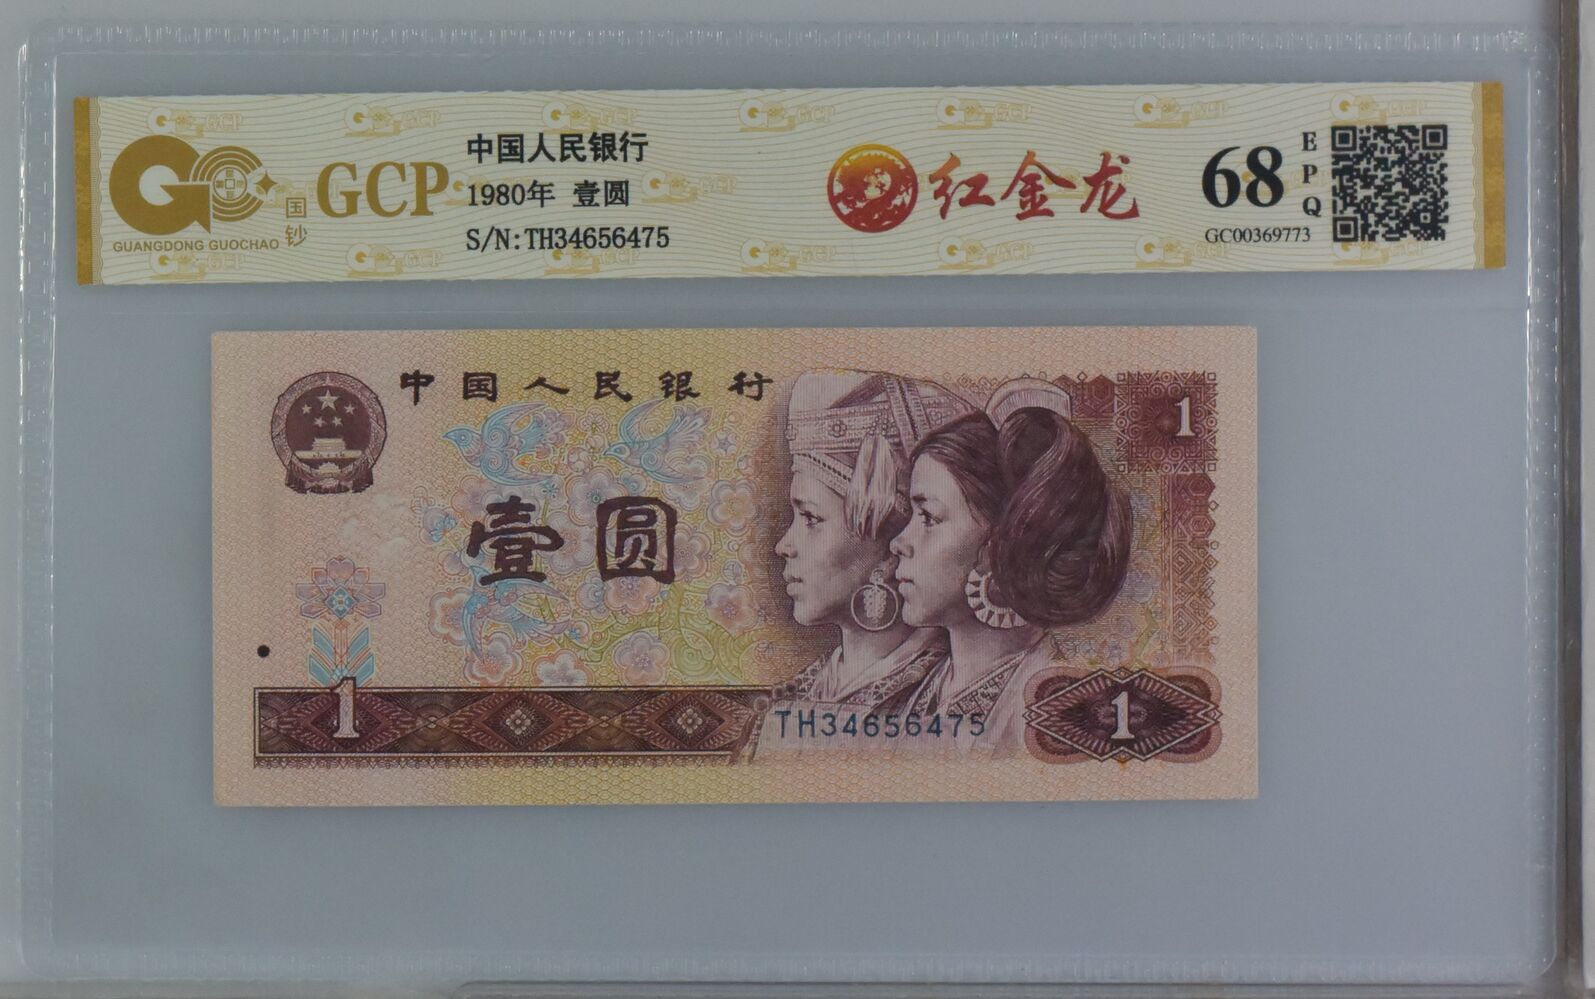 GUANGDONG GUOCHAO
国钞
GCP
中国人民银行
1980年 壹圆
S/N:TH34656475
红金龙
68
EPQ
GC00369773
中国人民银行
1
壹圆
1
TH34656475
1